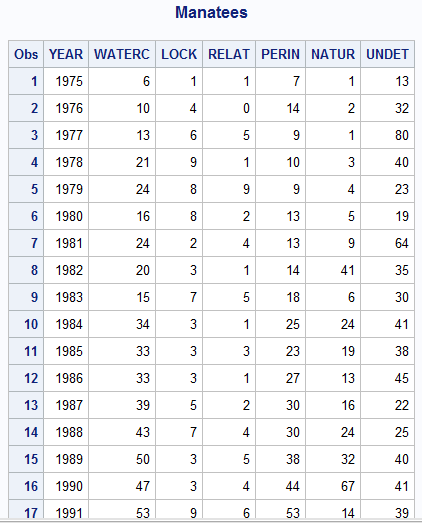 Manatees
Obs YEAR WATERC LOCK RELAT PERIN NATUR UNDET
1 1975 6 1 1 7 1 13
2 1976 10 4 0 14 2 32
3 1977 13 6 5 9 1 80
4 1978 21 9 1 10 3 40
5 1979 24 8 9 9 4 23
6 1980 16 8 2 13 5 19
7 1981 24 2 4 13 9 64
8 1982 20 3 1 14 41 35
9 1983 15 7 5 18 6 30
10 1984 34 3 1 25 24 41
11 1985 33 3 3 23 19 38
12 1986 33 3 1 27 13 45
13 1987 39 5 2 30 16 22
14 1988 43 7 4 30 24 25
15 1989 50 3 5 38 32 40
16 1990 47 3 4 44 67 41
17 1991 53 9 6 53 14 39